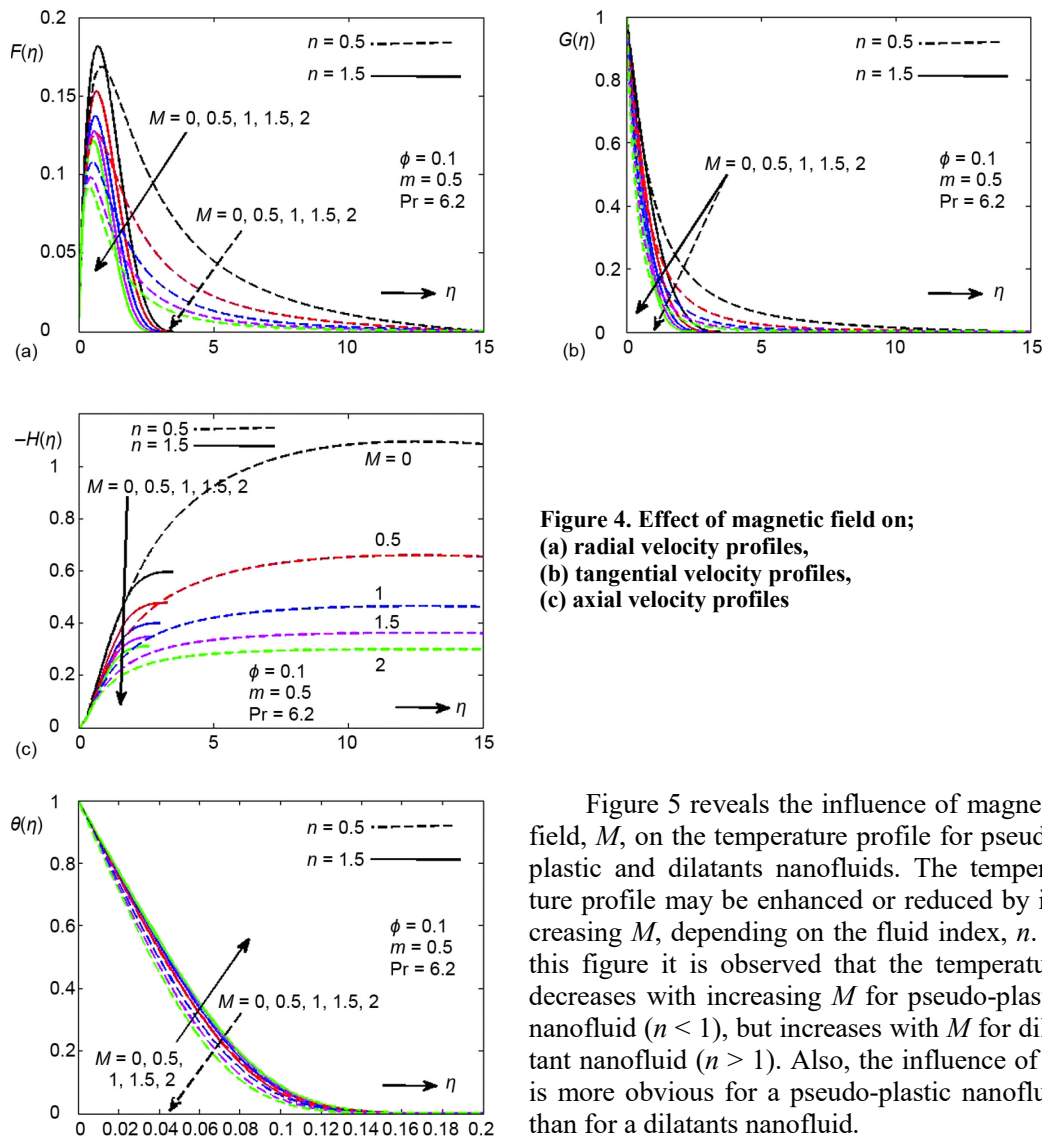 0.2
F(η)
0.15
0.1
0.05
0
n = 0.5
n = 1.5
M = 0, 0.5, 1, 1.5, 2
ϕ = 0.1
m = 0.5
Pr = 6.2
M = 0, 0.5, 1, 1.5, 2
η
0 5 10 15
(a)
1
G(η)
0.8
0.6
0.4
0.2
0
n = 0.5
n = 1.5
M = 0, 0.5, 1, 1.5, 2
ϕ = 0.1
m = 0.5
Pr = 6.2
η
0 5 10 15
(b)
–H(η)
1
0.8
0.6
0.4
0.2
0
n = 0.5
n = 1.5
M = 0
M = 0, 0.5, 1, 1.5, 2
0.5
1
1.5
2
ϕ = 0.1
m = 0.5
Pr = 6.2
η
0 5 10 15
(c)
Figure 4. Effect of magnetic field on;
(a) radial velocity profiles,
(b) tangential velocity profiles,
(c) axial velocity profiles
1
θ(η)
0.8
0.6
0.4
0.2
0
n = 0.5
n = 1.5
ϕ = 0.1
m = 0.5
Pr = 6.2
M = 0, 0.5, 1, 1.5, 2
M = 0, 0.5,
1, 1.5, 2
η
0 0.02 0.04 0.06 0.08 0.1 0.12 0.14 0.16 0.18 0.2
Figure 5 reveals the influence of magne
field, M, on the temperature profile for pseud
plastic and dilatants nanofluids. The temper
ture profile may be enhanced or reduced by i
creasing M, depending on the fluid index, n.
this figure it is observed that the temperatu
decreases with increasing M for pseudo-plast
nanofluid (n < 1), but increases with M for dil
tant nanofluid (n > 1). Also, the influence of
is more obvious for a pseudo-plastic nanoflu
than for a dilatants nanofluid.